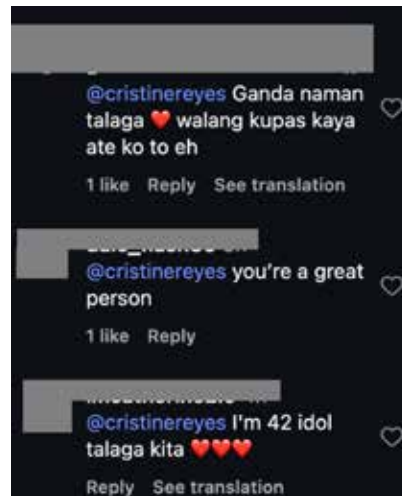 @cristinereyes Ganda naman
talaga ❤️ walang kupas kaya
ate ko to eh
1 like Reply See translation
@cristinereyes you're a great
person
1 like Reply
@cristinereyes I'm 42 idol
talaga kita ❤️❤️❤️
Reply See translation